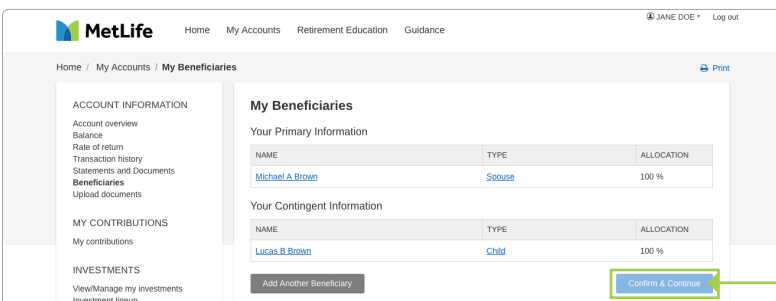 JANE DOE Log out
MetLife Home My Accounts Retirement Education Guidance
Home / My Accounts / My Beneficiaries
Print
ACCOUNT INFORMATION
Account overview
Balance
Rate of return
Transaction history
Statements and Documents
Beneficiaries
Upload documents
MY CONTRIBUTIONS
My contributions
INVESTMENTS
View/Manage my investments
Investment lineup
My Beneficiaries
Your Primary Information
NAME TYPE ALLOCATION
Michael A Brown Spouse 100 %
Your Contingent Information
NAME TYPE ALLOCATION
Lucas B Brown Child 100 %
Add Another Beneficiary Confirm & Continue